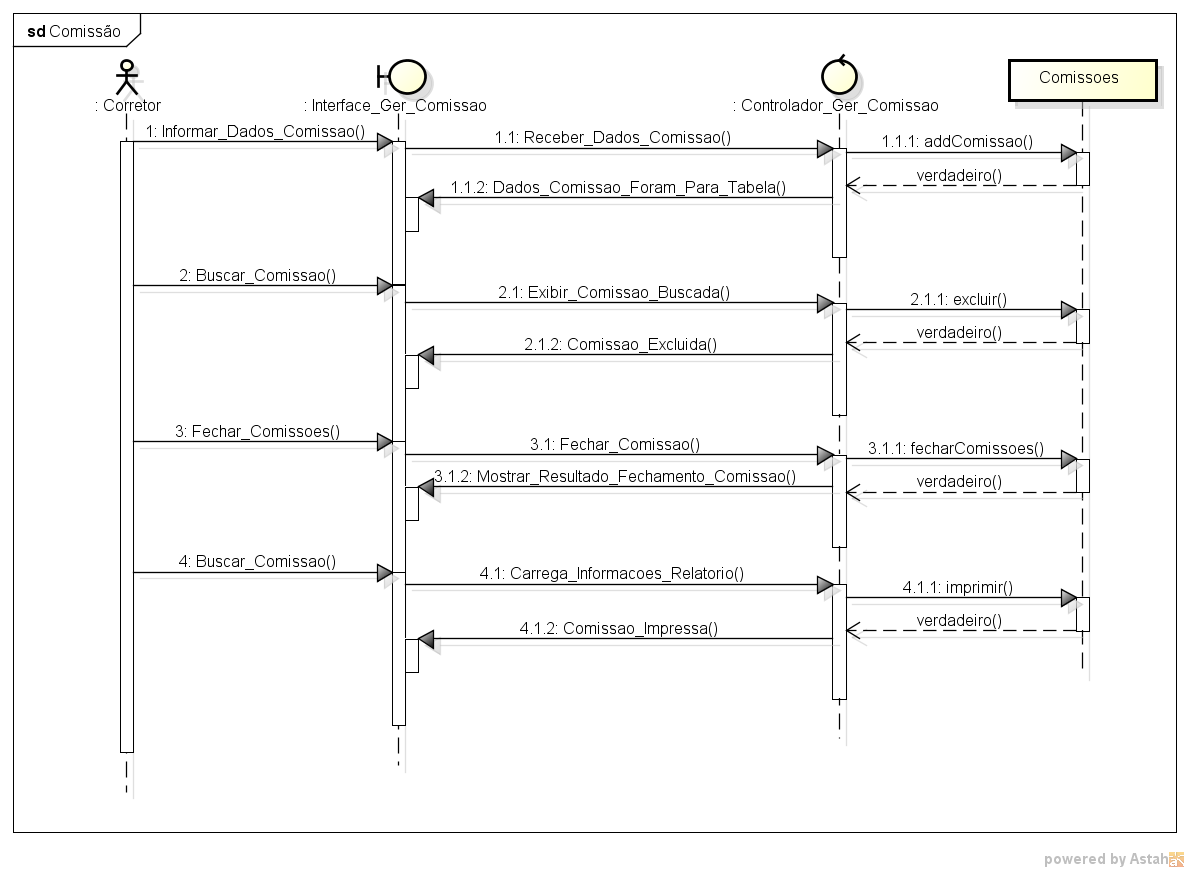 sd Comissão
: Corretor
: Interface_Ger_Comissao
: Controlador_Ger_Comissao
Comissoes
1: Informar_Dados_Comissao()
1.1: Receber_Dados_Comissao()
1.1.1: addComissao()
verdadeiro()
1.1.2: Dados_Comissao_Foram_Para_Tabela()
2: Buscar_Comissao()
2.1: Exibir_Comissao_Buscada()
2.1.1: excluir()
verdadeiro()
2.1.2: Comissao_Excluida()
3: Fechar_Comissoes()
3.1: Fechar_Comissao()
3.1.1: fecharComissoes()
3.1.2: Mostrar_Resultado_Fechamento_Comissao()
verdadeiro()
4: Buscar_Comissao()
4.1: Carrega_Informacoes_Relatorio()
4.1.1: imprimir()
verdadeiro()
4.1.2: Comissao_Impressa()
powered by Astah